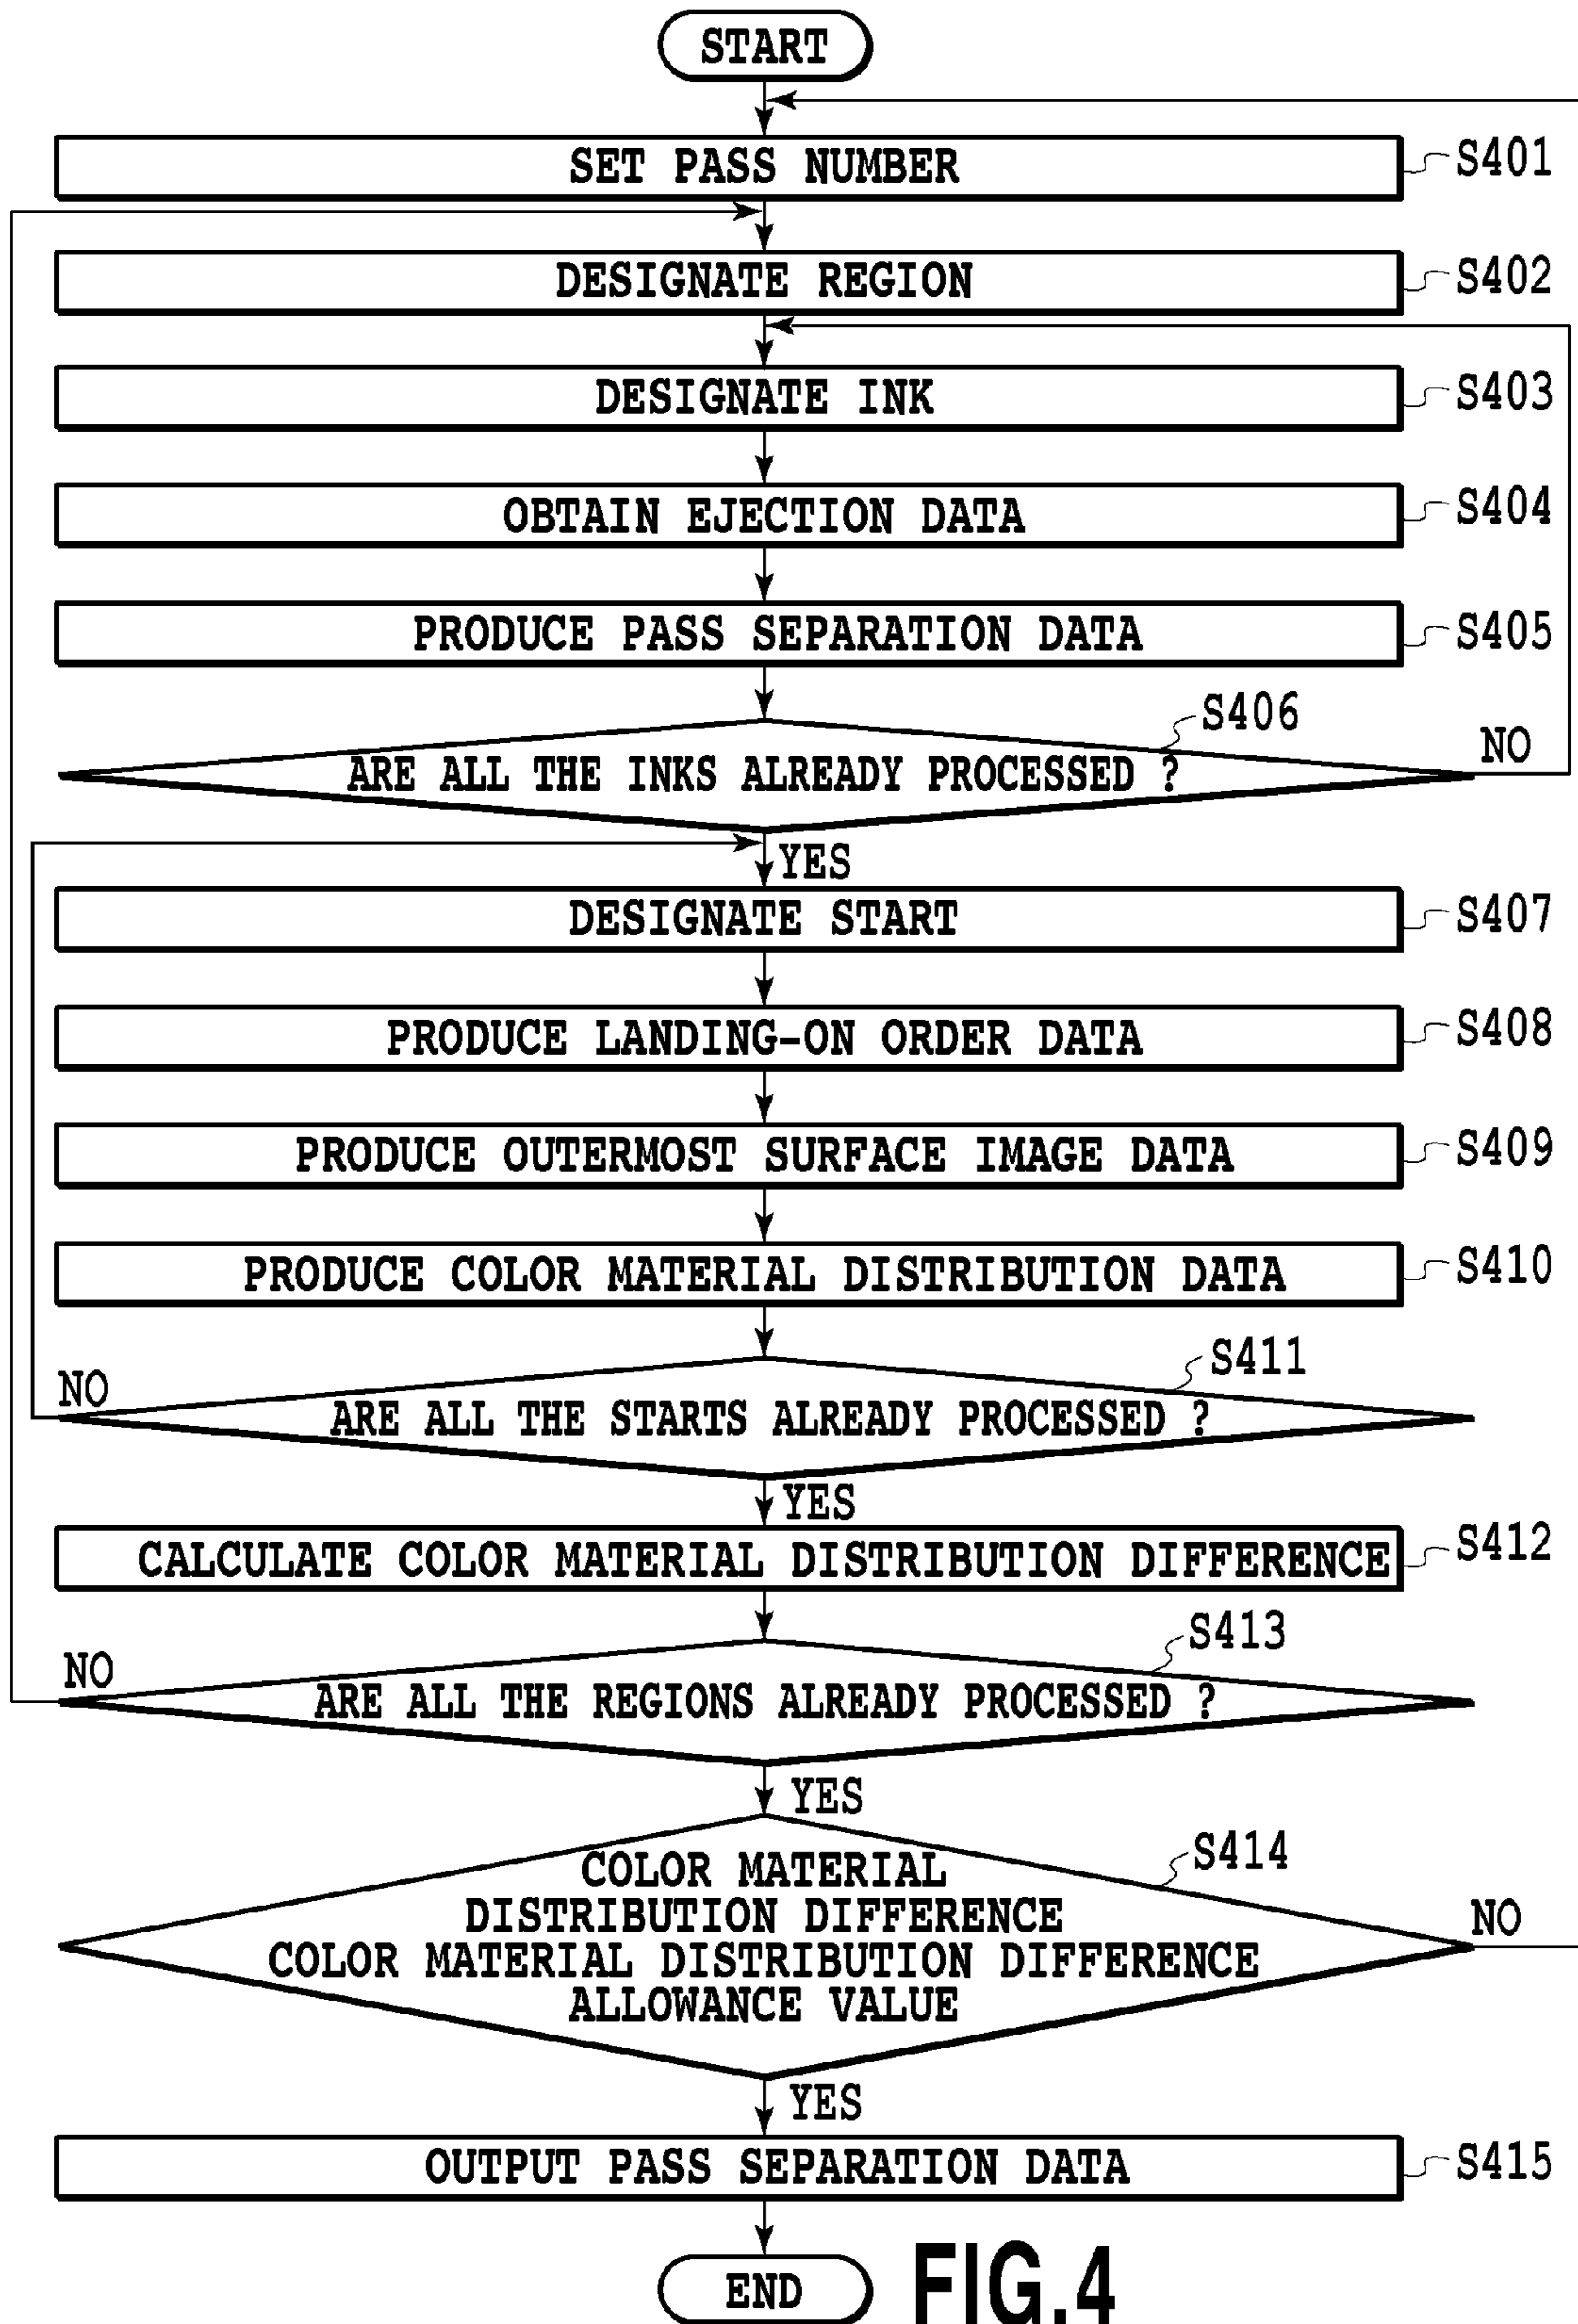 START
SET PASS NUMBER
S401
DESIGNATE REGION
S402
DESIGNATE INK
S403
OBTAIN EJECTION DATA
S404
PRODUCE PASS SEPARATION DATA
S405
S406
ARE ALL THE INKS ALREADY PROCESSED ?
NO
YES
DESIGNATE START
S407
PRODUCE LANDING-ON ORDER DATA
S408
PRODUCE OUTERMOST SURFACE IMAGE DATA
S409
PRODUCE COLOR MATERIAL DISTRIBUTION DATA
S410
S411
NO
ARE ALL THE STARTS ALREADY PROCESSED ?
YES
CALCULATE COLOR MATERIAL DISTRIBUTION DIFFERENCE
S412
S413
NO
ARE ALL THE REGIONS ALREADY PROCESSED ?
YES
S414
COLOR MATERIAL
DISTRIBUTION DIFFERENCE
COLOR MATERIAL DISTRIBUTION DIFFERENCE
ALLOWANCE VALUE
NO
YES
OUTPUT PASS SEPARATION DATA
S415
END
FIG.4